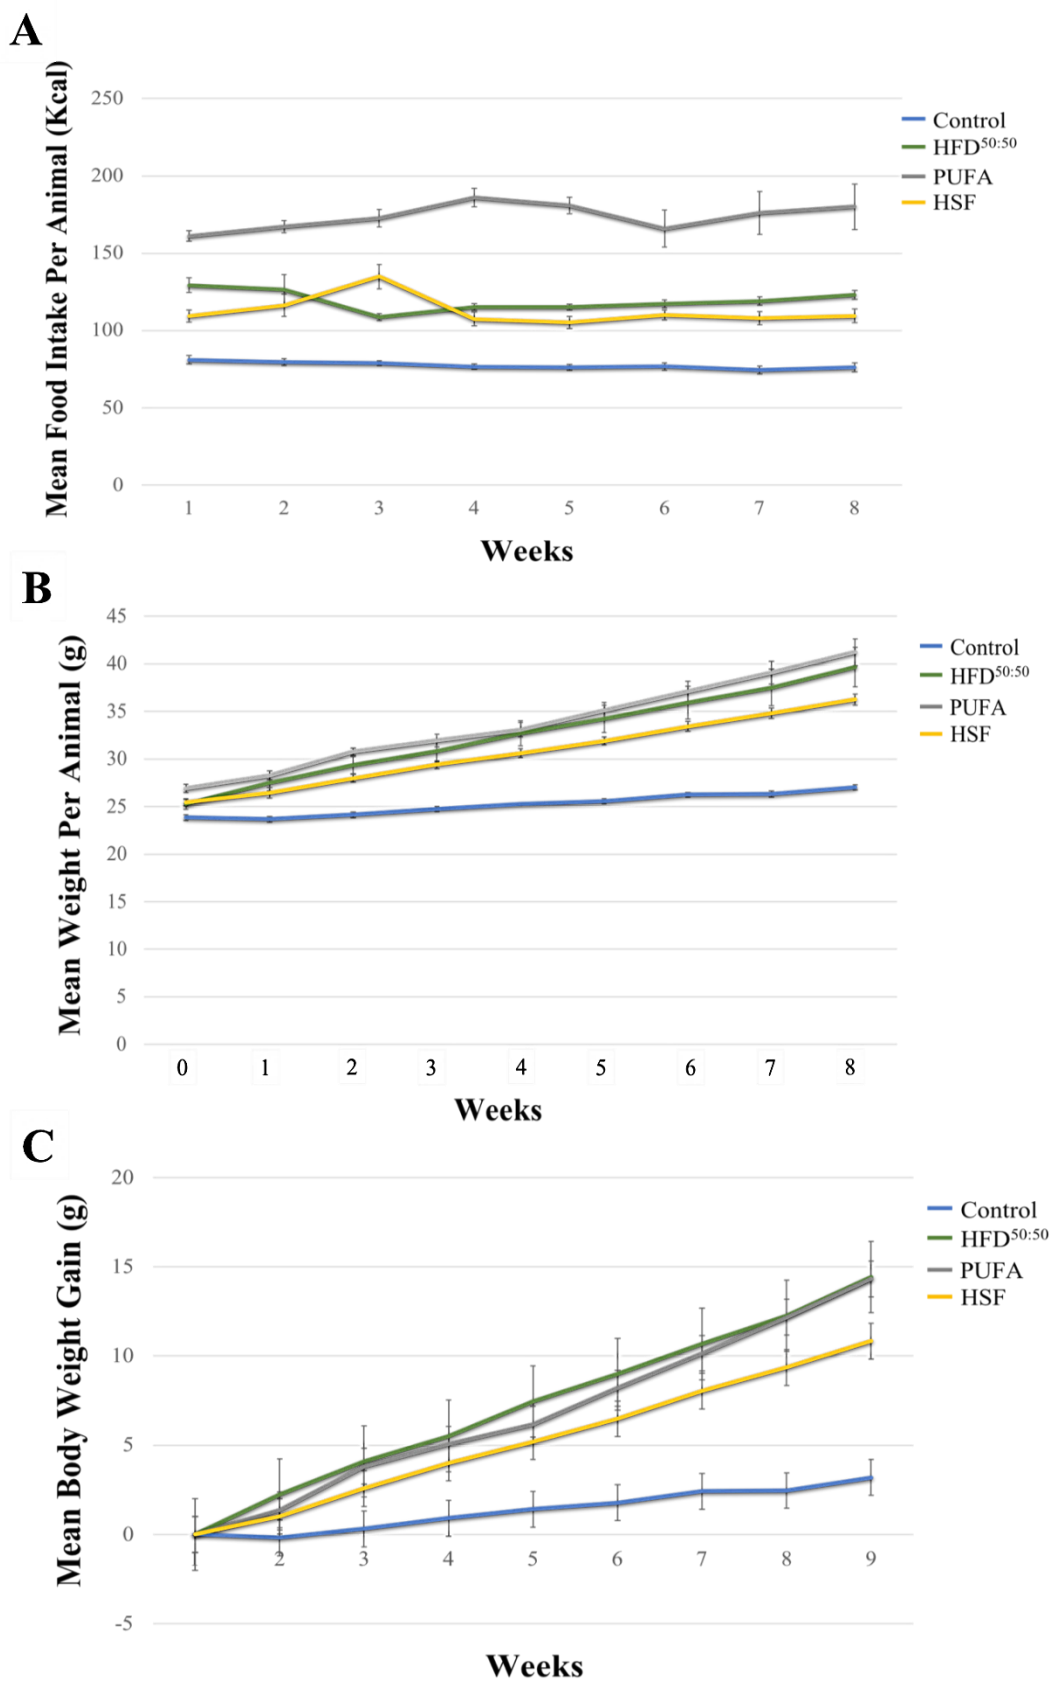 A
Mean Food Intake Per Animal (Kcal)
250
200
150
100
50
0
1 2 3 4 5 6 7 8
Weeks
Control
HFD50:50
PUFA
HSF
B
Mean Weight Per Animal (g)
45
40
35
30
25
20
15
10
5
0
0 1 2 3 4 5 6 7 8
Weeks
Control
HFD50:50
PUFA
HSF
C
Mean Body Weight Gain (g)
20
15
10
5
0
-5
2 3 4 5 6 7 8 9
Weeks
Control
HFD50:50
PUFA
HSF